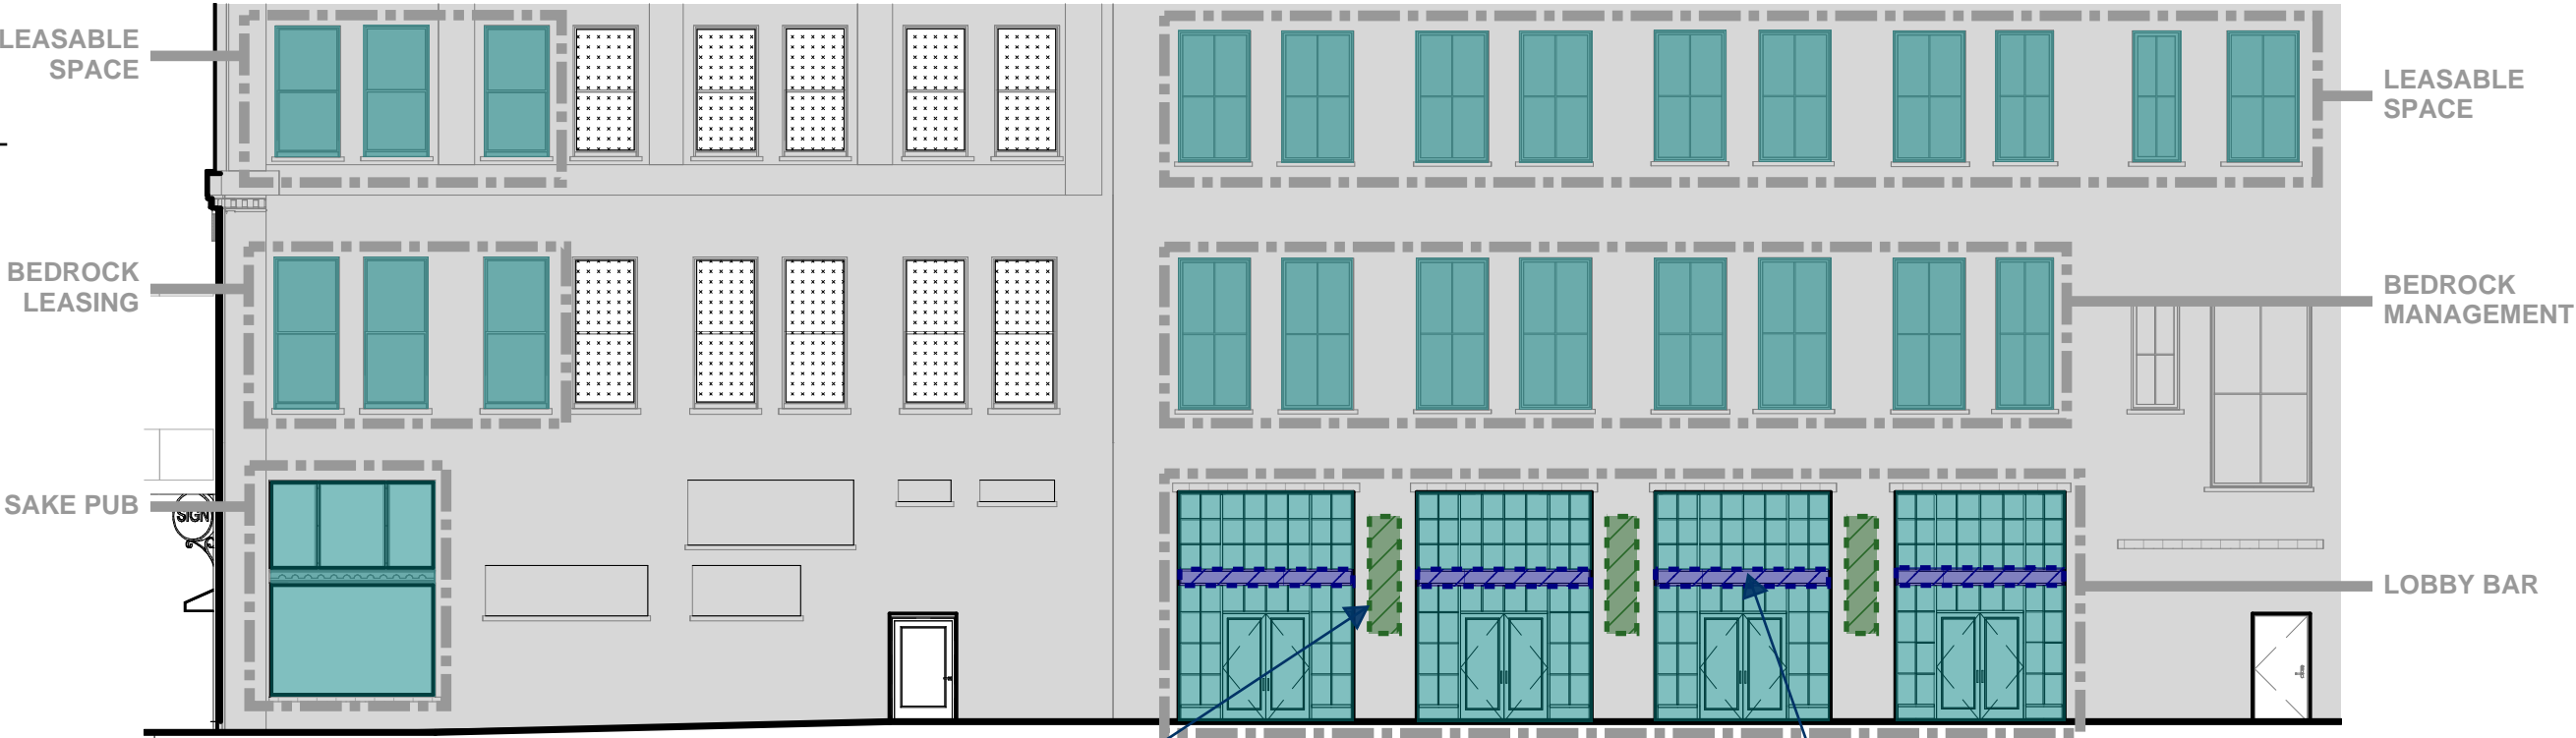 LEASABLE
SPACE
LEASABLE
SPACE
BEDROCK
LEASING
BEDROCK
MANAGEMENT
SAKE PUB
SIGN
LOBBY BAR